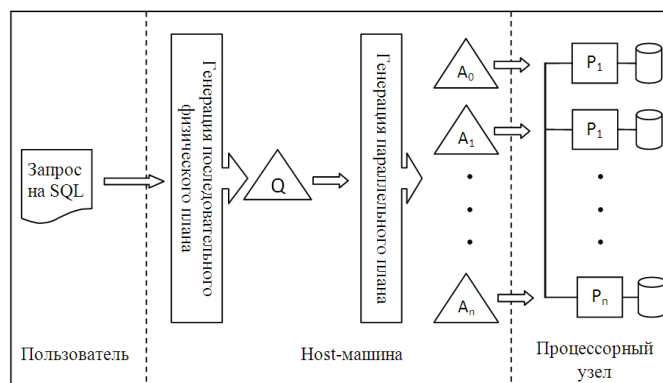 Запрос
на SQL
Генерация последовательного
физического плана
Q
Генерация параллельного плана
A0
A1
An
P1
P1
Pn
Пользователь
Host-машина
Процессорный
узел